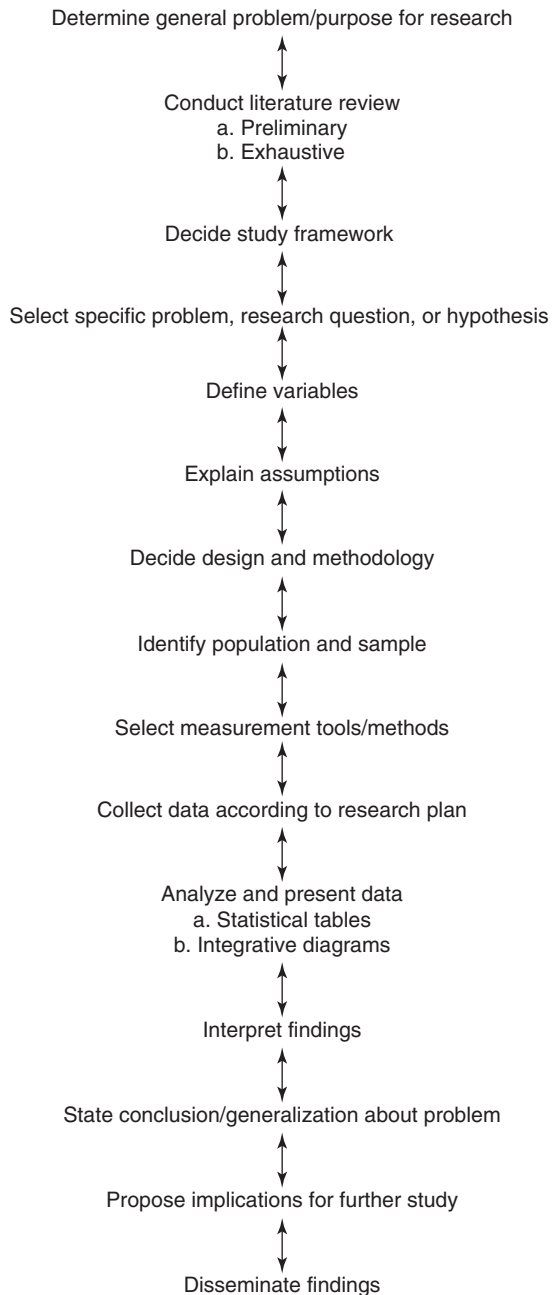 Determine general problem/purpose for research
Conduct literature review
a. Preliminary
b. Exhaustive
Decide study framework
Select specific problem, research question, or hypothesis
Define variables
Explain assumptions
Decide design and methodology
Identify population and sample
Select measurement tools/methods
Collect data according to research plan
Analyze and present data
a. Statistical tables
b. Integrative diagrams
Interpret findings
State conclusion/generalization about problem
Propose implications for further study
Disseminate findings